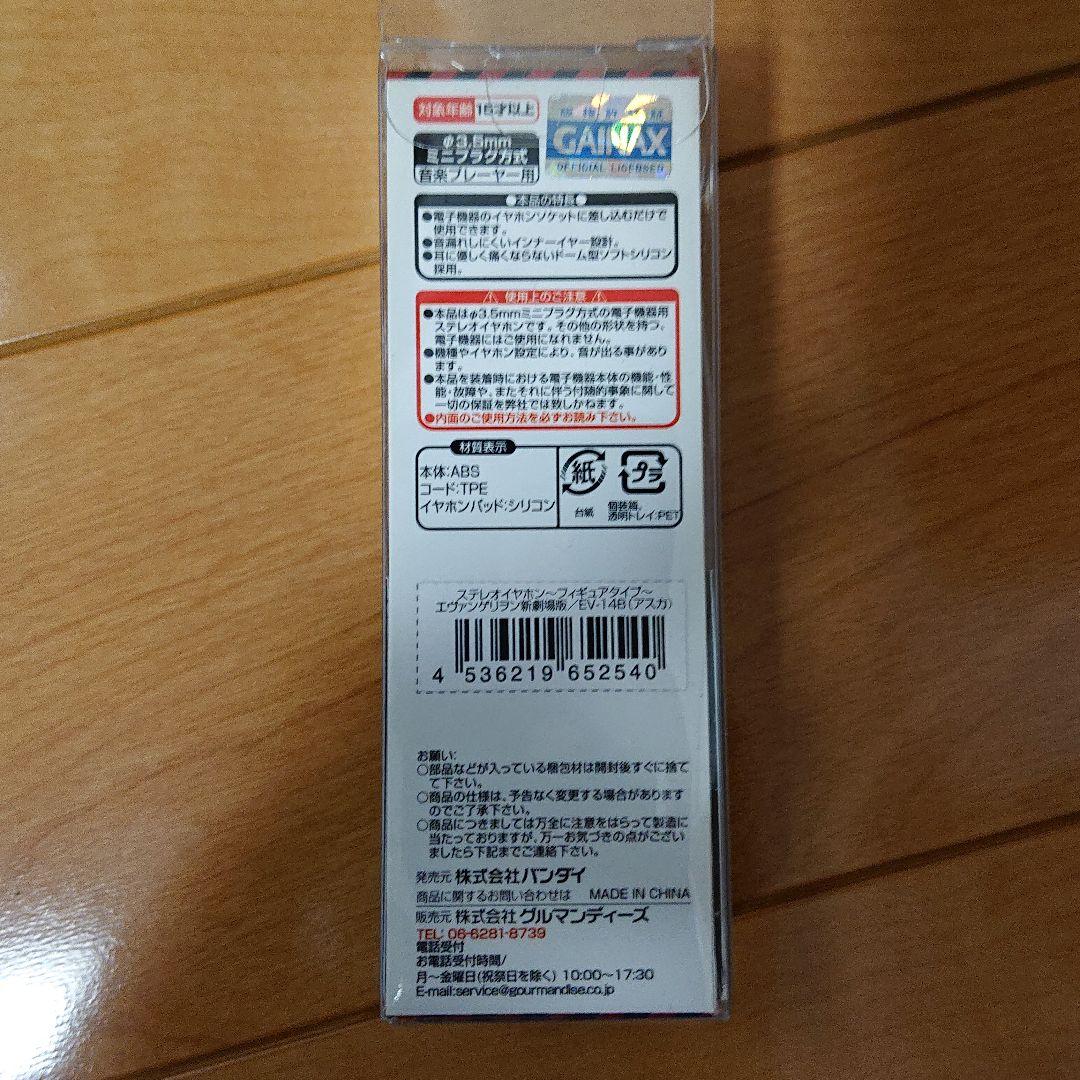 対象年齢 15才以上
GAINAX
OFFICIAL LICENSED
φ3.5mm
ミニプラグ方式
音楽プレーヤー用
●本品の特長●
●電子機器のイヤホンソケットに差し込むだけで
使用できます。
●音漏れしにくいインナーイヤー設計。
●耳に優しく痛くならないドーム型ソフトシリコン
採用。
⚠ 使用上のご注意 ⚠
●本品はφ3.5mmミニプラグ方式の電子機器用
ステレオイヤホンです。その他の形状を持つ、
電子機器にはご使用になれません。
●機種やイヤホン設定により、音が出る事があり
ます。
●本品を装着時における電子機器本体の機能・性
能・故障や、またそれに伴う付随的事象に関して
一切の保証を弊社では致しかねます。
●内面のご使用方法を必ずお読み下さい。
材質表示
本体:ABS
コード:TPE
イヤホンパッド:シリコン
紙
台紙
プラ
個装箱、
透明トレイ:PET
ステレオイヤホン〜フィギュアタイプ〜
エヴァンゲリヲン新劇場版/EV-14B(アスカ)
4 536219 652540
お願い:
○部品などが入っている梱包材は開封後すぐに捨て
て下さい。
○商品の仕様は、予告なく変更する場合があります
のでご了承下さい。
○商品につきましては万全に注意をはらって製造に
当たっておりますが、万一お気づきの点がござい
ましたら下記までご連絡下さい。
発売元 株式会社バンダイ
商品に関するお問い合わせは MADE IN CHINA
販売元 株式会社グルマンディーズ
TEL: 06-6281-8739
電話受付
お電話受付時間/
月〜金曜日(祝祭日を除く) 10:00〜17:30
E-mail:service@gourmandise.co.jp